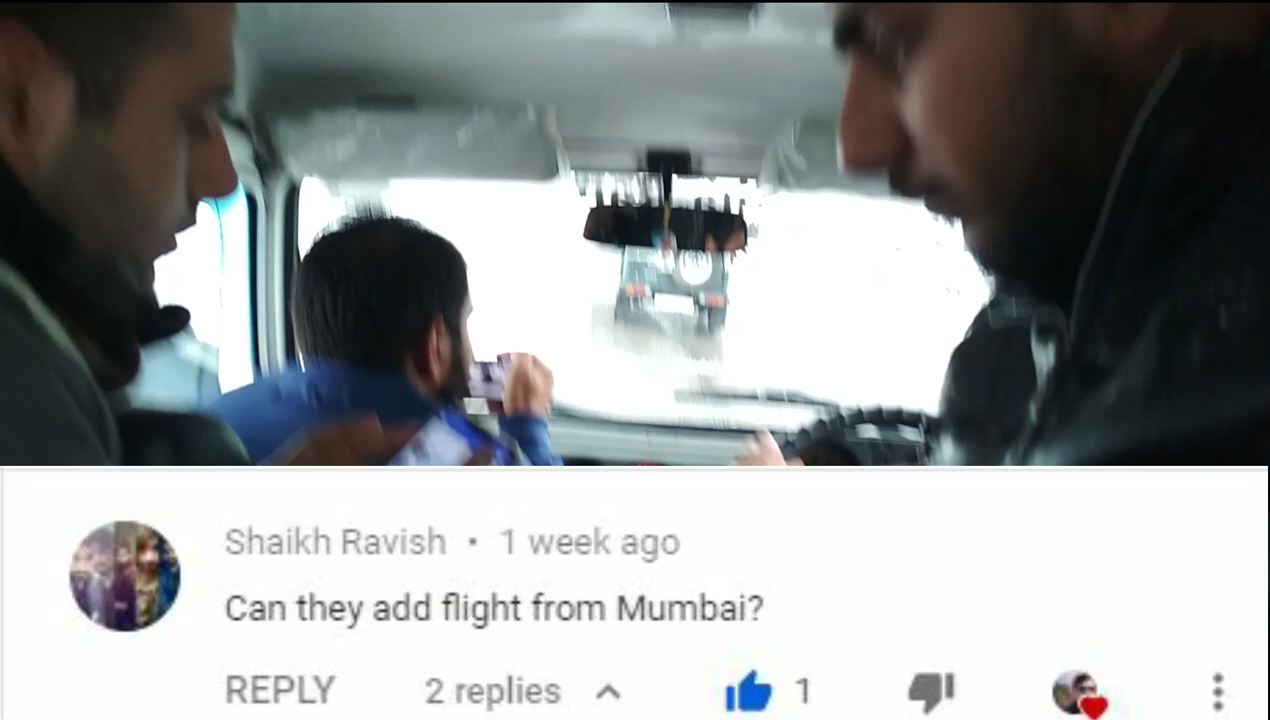 Shaikh Ravish • 1 week ago
Can they add flight from Mumbai?
REPLY 2 replies 1